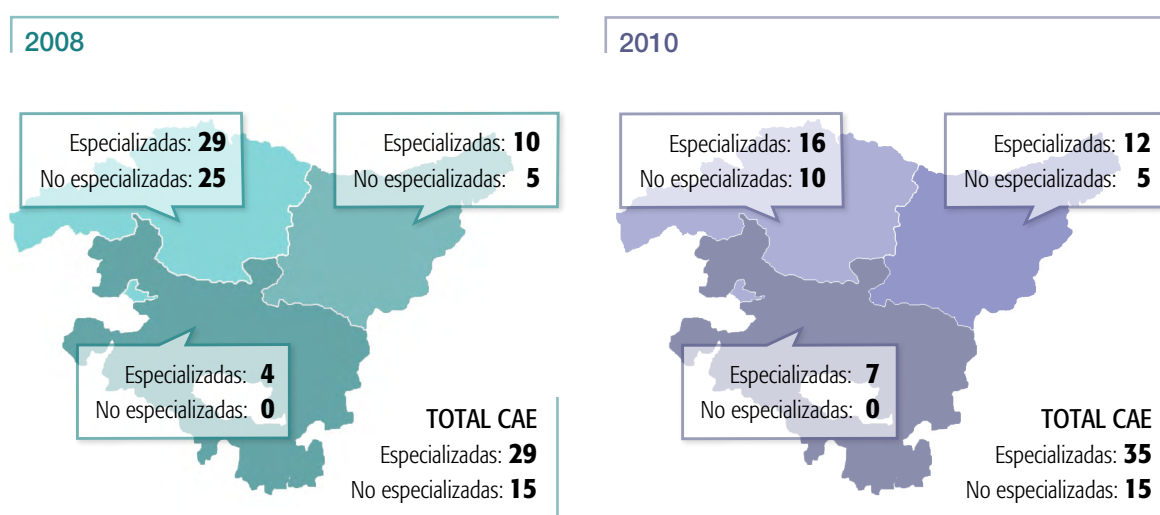 2008
Especializadas: 29
No especializadas: 25
Especializadas: 10
No especializadas: 5
Especializadas: 4
No especializadas: 0
TOTAL CAE
Especializadas: 29
No especializadas: 15
2010
Especializadas: 16
No especializadas: 10
Especializadas: 12
No especializadas: 5
Especializadas: 7
No especializadas: 0
TOTAL CAE
Especializadas: 35
No especializadas: 15